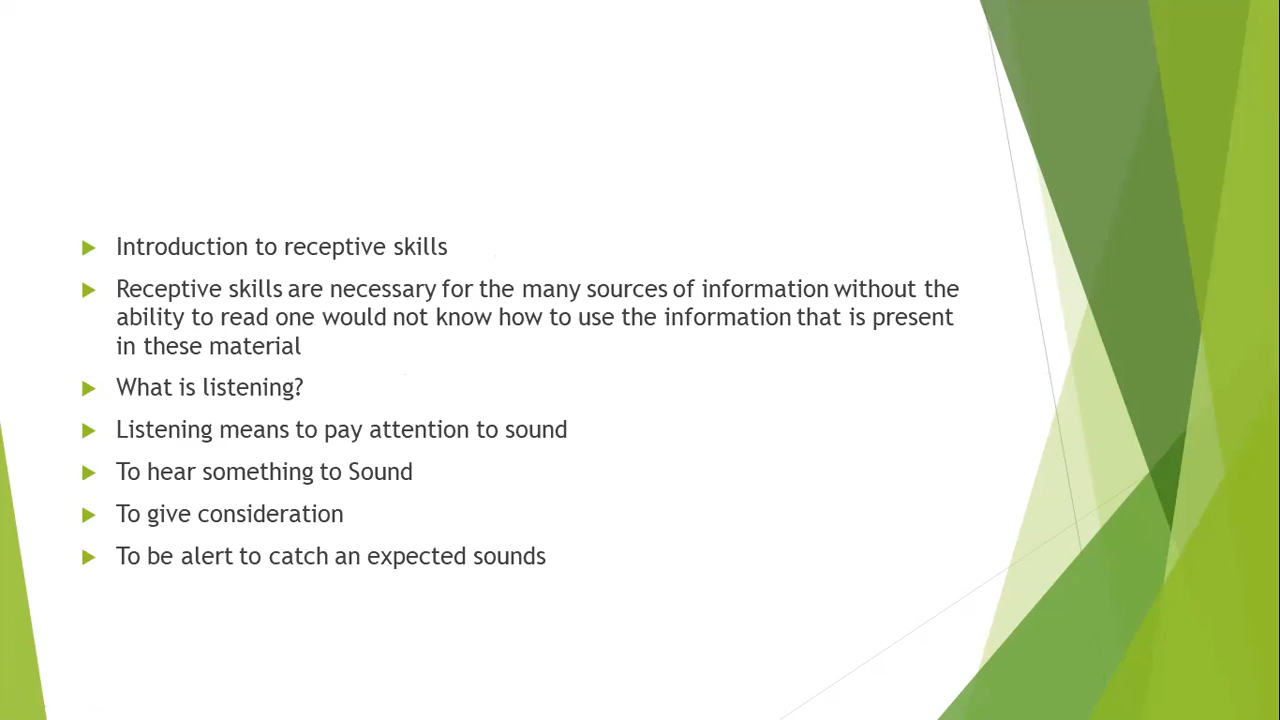 Introduction to receptive skills
Receptive skills are necessary for the many sources of information without the
ability to read one would not know how to use the information that is present
in these material
What is listening?
Listening means to pay attention to sound
To hear something to Sound
To give consideration
To be alert to catch an expected sounds